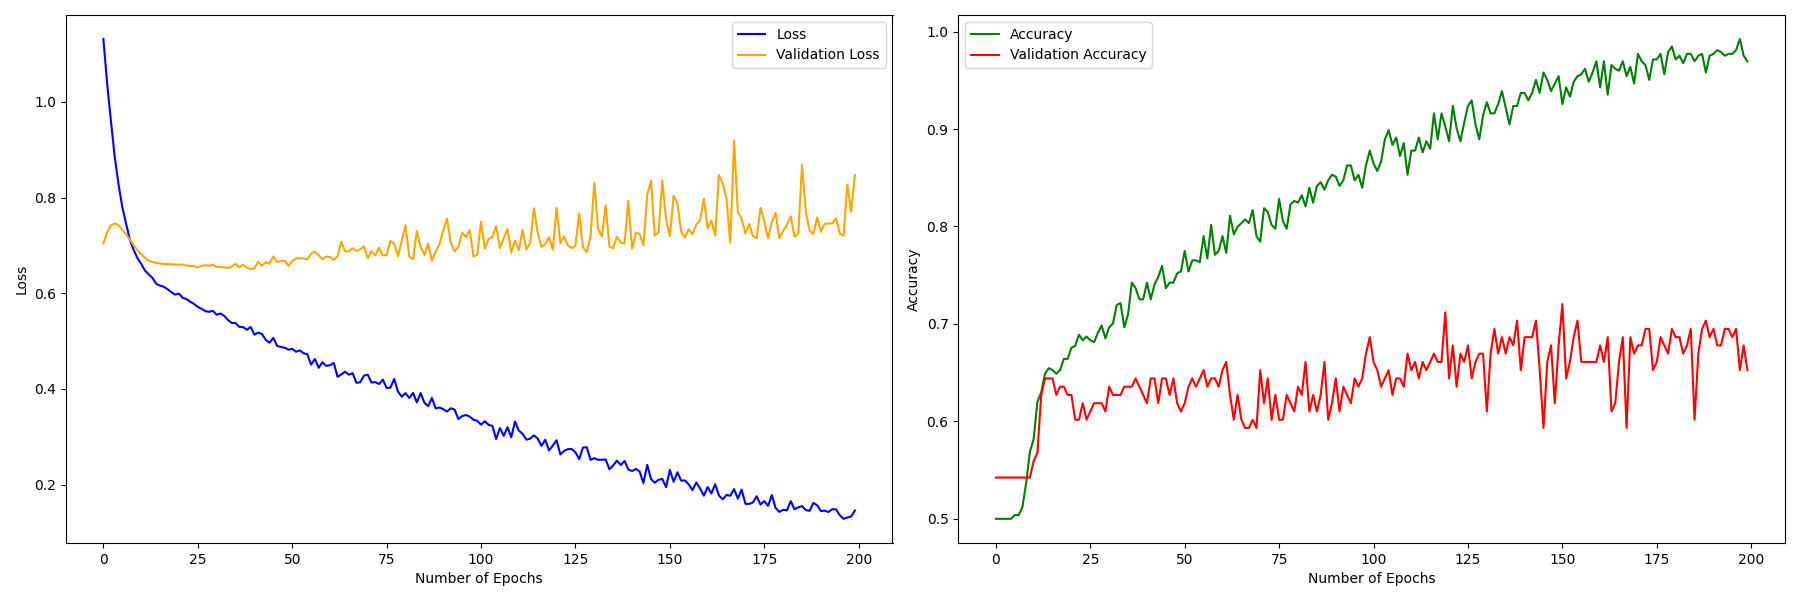 Loss
Validation Loss
1.0
0.8
0.6
0.4
0.2
Loss
0 25 50 75 100 125 150 175 200
Number of Epochs
Accuracy
Validation Accuracy
1.0
0.9
0.8
0.7
0.6
0.5
Accuracy
0 25 50 75 100 125 150 175 200
Number of Epochs